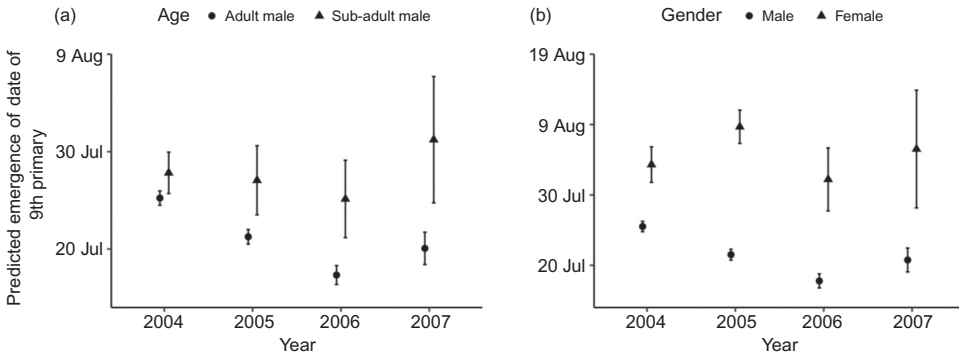 (a) Age Adult male Sub-adult male
Predicted emergence of date of
9th primary
9 Aug
30 Jul
20 Jul
2004 2005 2006 2007
Year
(b) Gender Male Female
19 Aug
9 Aug
30 Jul
20 Jul
2004 2005 2006 2007
Year